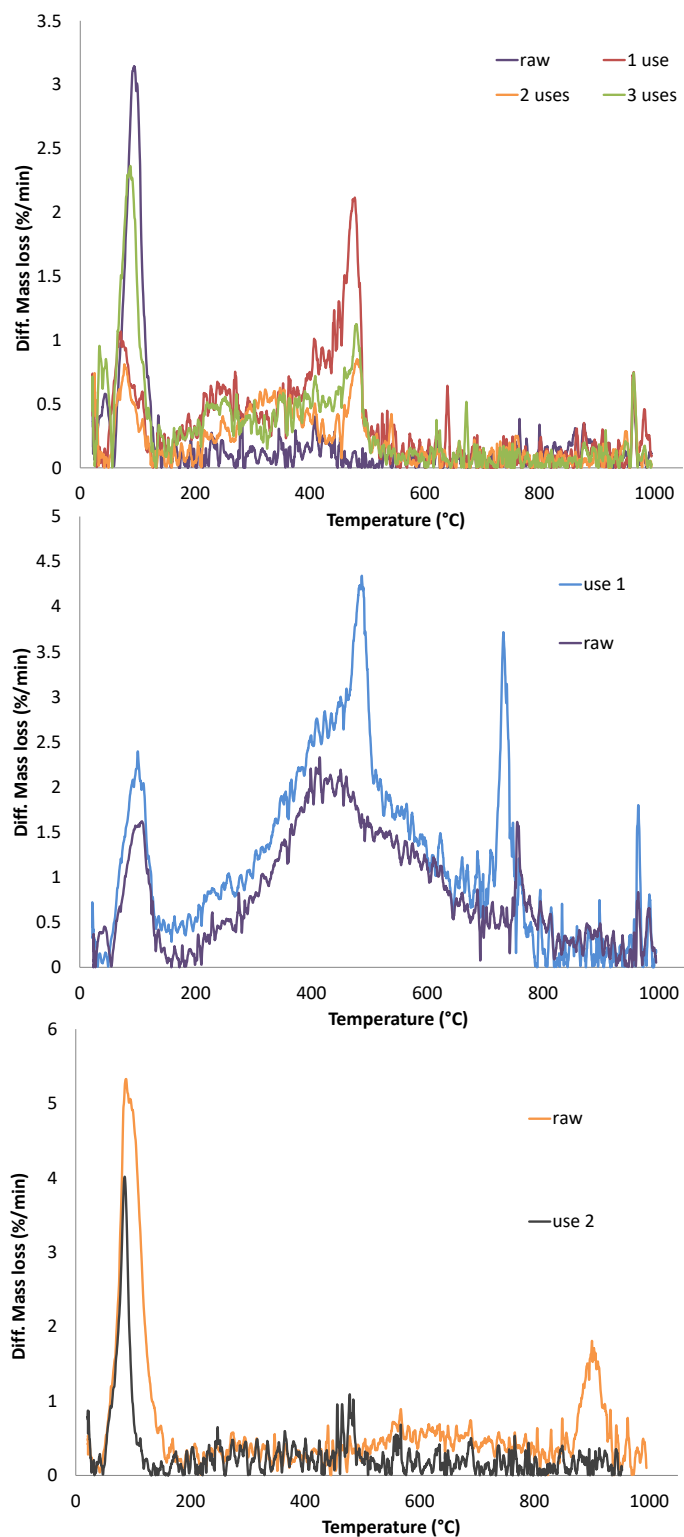 3.5
3
2.5
2
1.5
1
0.5
0
Diff. Mass loss (%/min)
raw
1 use
2 uses
3 uses
0 200 400 600 800 1000
Temperature (°C)
5
4.5
4
3.5
3
2.5
2
1.5
1
0.5
0
Diff. Mass loss (%/min)
use 1
raw
0 200 400 600 800 1000
Temperature (°C)
6
5
4
3
2
1
0
Diff. Mass loss (%/min)
raw
use 2
0 200 400 600 800 1000
Temperature (°C)